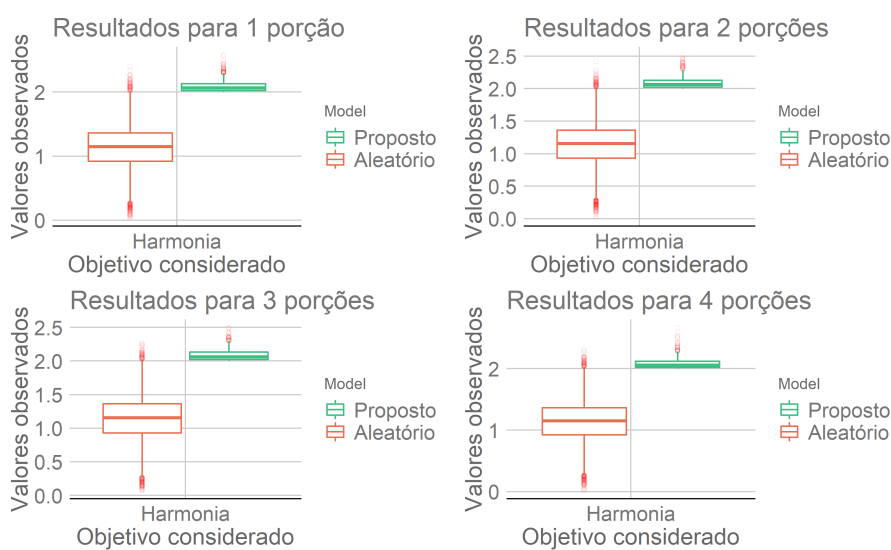 Resultados para 1 porção
Valores observados
2
1
0
Harmonia
Objetivo considerado
Model
Proposto
Aleatório
Resultados para 2 porções
Valores observados
2.5
2.0
1.5
1.0
0.5
0.0
Harmonia
Objetivo considerado
Model
Proposto
Aleatório
Resultados para 3 porções
Valores observados
2.5
2.0
1.5
1.0
0.5
0.0
Harmonia
Objetivo considerado
Model
Proposto
Aleatório
Resultados para 4 porções
Valores observados
2
1
0
Harmonia
Objetivo considerado
Model
Proposto
Aleatório